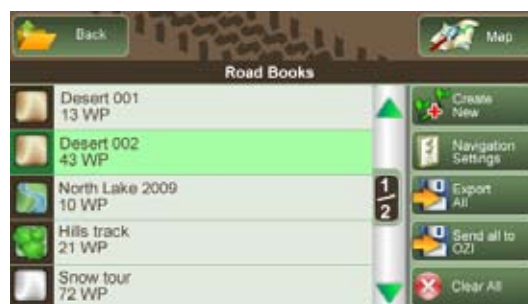 Back
Map
Road Books
Desert 001
13 WP
Desert 002
43 WP
North Lake 2009
10 WP
Hills track
21 WP
Snow tour
72 WP
1
2
Create
New
Navigation
Settings
Export
All
Send all to
OZI
Clear All